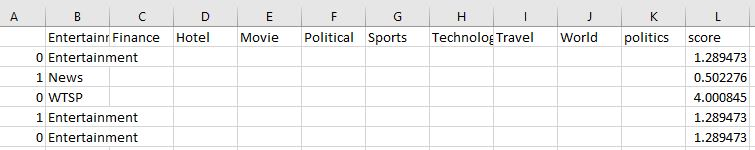 A B C D E F G H I J K L
Entertainn Finance Hotel Movie Political Sports Technolog Travel World politics score
0 Entertainment 1.289473
1 News 0.502276
0 WTSP 4.000845
1 Entertainment 1.289473
0 Entertainment 1.289473